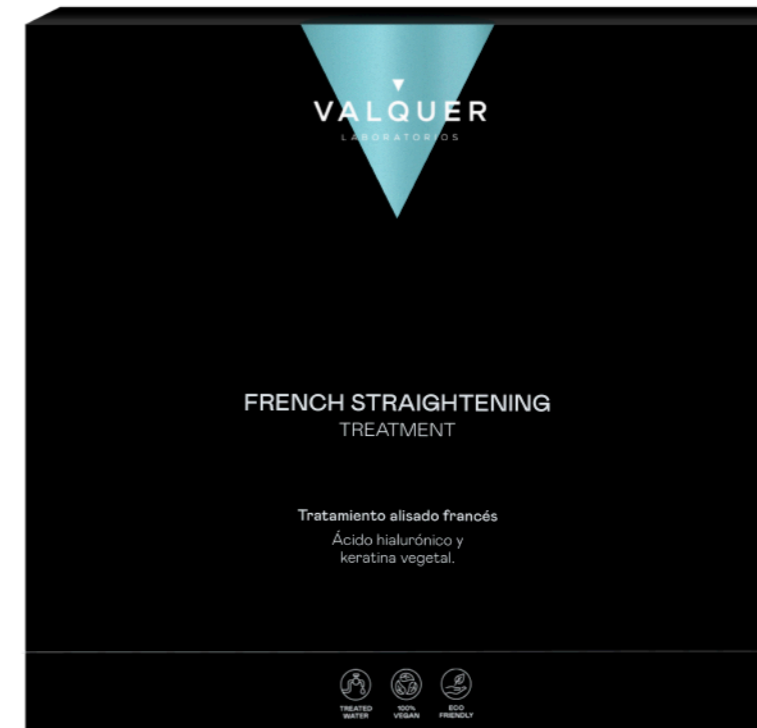 VALQUER
LABORATORIOS
FRENCH STRAIGHTENING
TREATMENT
Tratamiento alisado francés
Ácido hialurónico y
keratina vegetal.
TREATED
WATER
100%
VEGAN
ECO
FRIENDLY